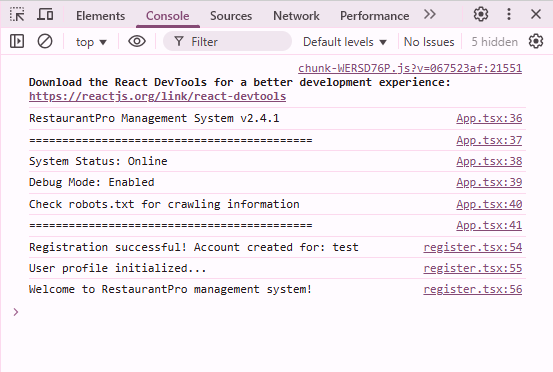 Elements Console Sources Network Performance
top Filter Default levels No Issues 5 hidden
chunk-WERSD76P.js?v=067523af:21551
Download the React DevTools for a better development experience:
https://reactjs.org/link/react-devtools
RestaurantPro Management System v2.4.1 App.tsx:36
=========================================== App.tsx:37
System Status: Online App.tsx:38
Debug Mode: Enabled App.tsx:39
Check robots.txt for crawling information App.tsx:40
=========================================== App.tsx:41
Registration successful! Account created for: test register.tsx:54
User profile initialized... register.tsx:55
Welcome to RestaurantPro management system! register.tsx:56